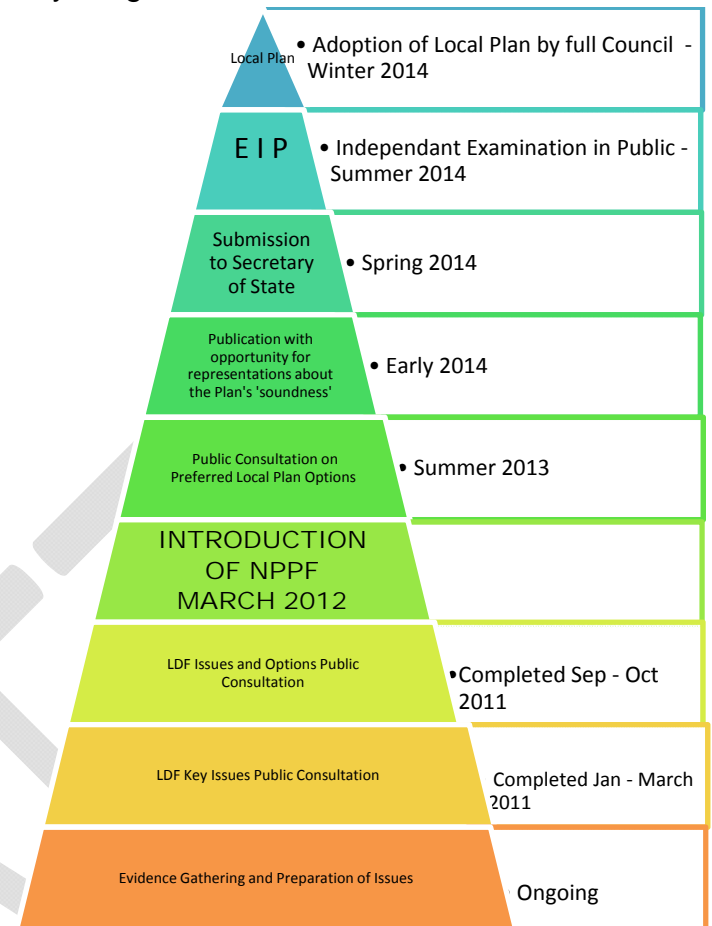 Local Plan
• Adoption of Local Plan by full Council -
Winter 2014
E I P
• Independant Examination in Public -
Summer 2014
Submission
to Secretary
of State
• Spring 2014
Publication with
opportunity for
representations about
the Plan's 'soundness'
• Early 2014
Public Consultation on
Preferred Local Plan Options
• Summer 2013
INTRODUCTION
OF NPPF
MARCH 2012
LDF Issues and Options Public
Consultation
•Completed Sep - Oct
2011
LDF Key Issues Public Consultation
Completed Jan - March
2011
Evidence Gathering and Preparation of Issues
Ongoing